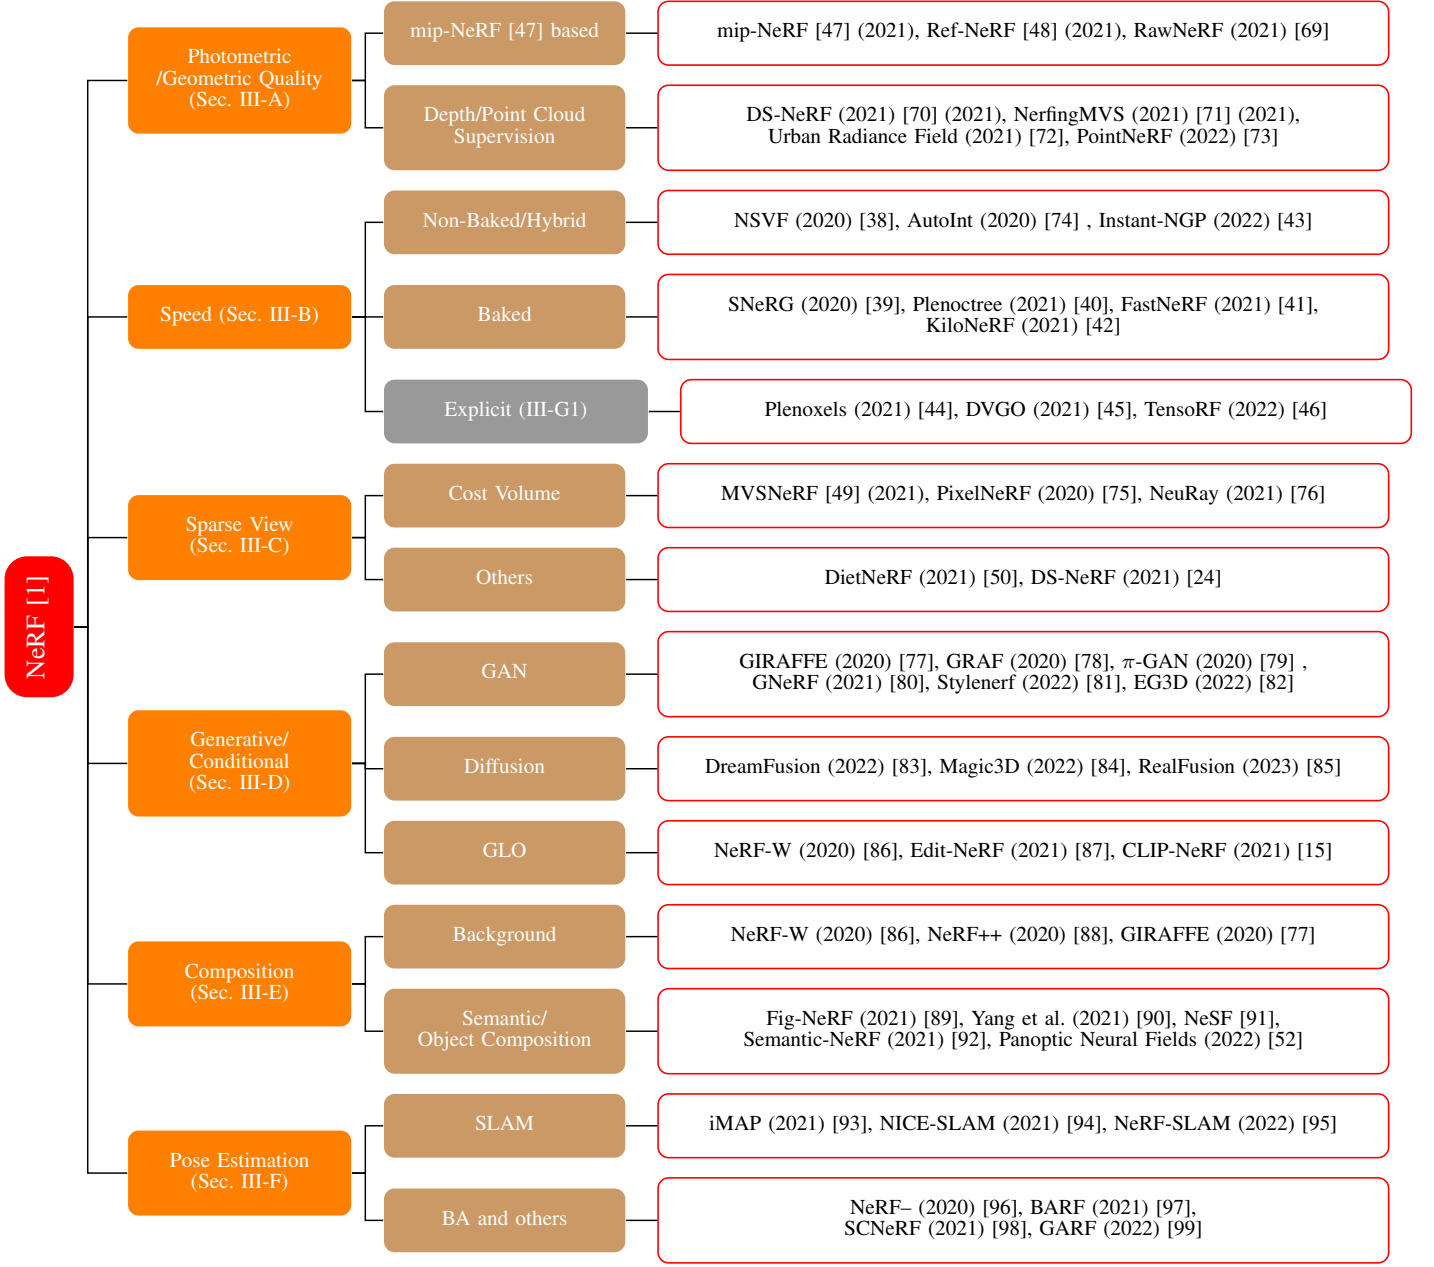 NeRF [1]
Photometric
/Geometric Quality
(Sec. III-A)
mip-NeRF [47] based
mip-NeRF [47] (2021), Ref-NeRF [48] (2021), RawNeRF (2021) [69]
Depth/Point Cloud
Supervision
DS-NeRF (2021) [70] (2021), NerfingMVS (2021) [71] (2021),
Urban Radiance Field (2021) [72], PointNeRF (2022) [73]
Speed (Sec. III-B)
Non-Baked/Hybrid
NSVF (2020) [38], AutoInt (2020) [74] , Instant-NGP (2022) [43]
Baked
SNeRG (2020) [39], Plenoctree (2021) [40], FastNeRF (2021) [41],
KiloNeRF (2021) [42]
Explicit (III-G1)
Plenoxels (2021) [44], DVGO (2021) [45], TensoRF (2022) [46]
Sparse View
(Sec. III-C)
Cost Volume
MVSNeRF [49] (2021), PixelNeRF (2020) [75], NeuRay (2021) [76]
Others
DietNeRF (2021) [50], DS-NeRF (2021) [24]
Generative/
Conditional
(Sec. III-D)
GAN
GIRAFFE (2020) [77], GRAF (2020) [78], π-GAN (2020) [79] ,
GNeRF (2021) [80], Stylenerf (2022) [81], EG3D (2022) [82]
Diffusion
DreamFusion (2022) [83], Magic3D (2022) [84], RealFusion (2023) [85]
GLO
NeRF-W (2020) [86], Edit-NeRF (2021) [87], CLIP-NeRF (2021) [15]
Composition
(Sec. III-E)
Background
NeRF-W (2020) [86], NeRF++ (2020) [88], GIRAFFE (2020) [77]
Semantic/
Object Composition
Fig-NeRF (2021) [89], Yang et al. (2021) [90], NeSF [91],
Semantic-NeRF (2021) [92], Panoptic Neural Fields (2022) [52]
Pose Estimation
(Sec. III-F)
SLAM
iMAP (2021) [93], NICE-SLAM (2021) [94], NeRF-SLAM (2022) [95]
BA and others
NeRF– (2020) [96], BARF (2021) [97],
SCNeRF (2021) [98], GARF (2022) [99]